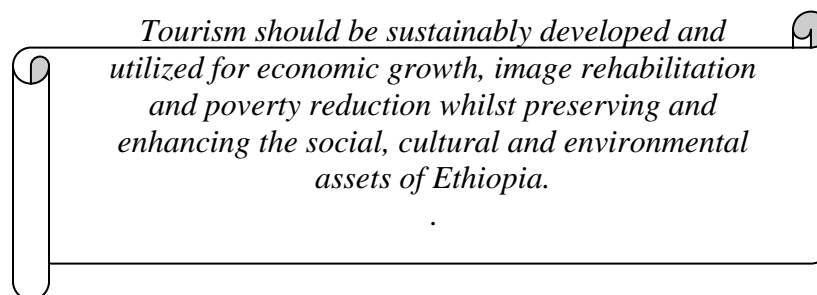 Tourism should be sustainably developed and
utilized for economic growth, image rehabilitation
and poverty reduction whilst preserving and
enhancing the social, cultural and environmental
assets of Ethiopia.
.